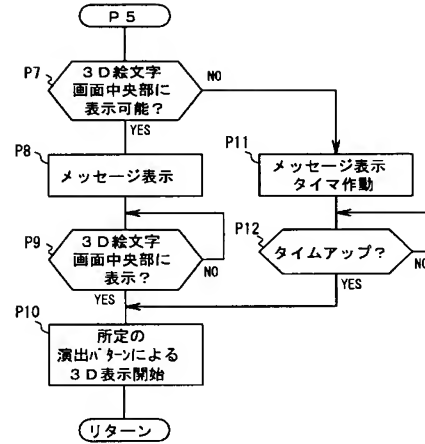 P5
P7
3D絵文字
画面中央部に
表示可能?
NO
YES
P8
メッセージ表示
P11
メッセージ表示
タイマ作動
P9
3D絵文字
画面中央部に
表示?
NO
YES
P12
タイムアップ?
NO
YES
P10
所定の
演出パターンによる
3D表示開始
リターン